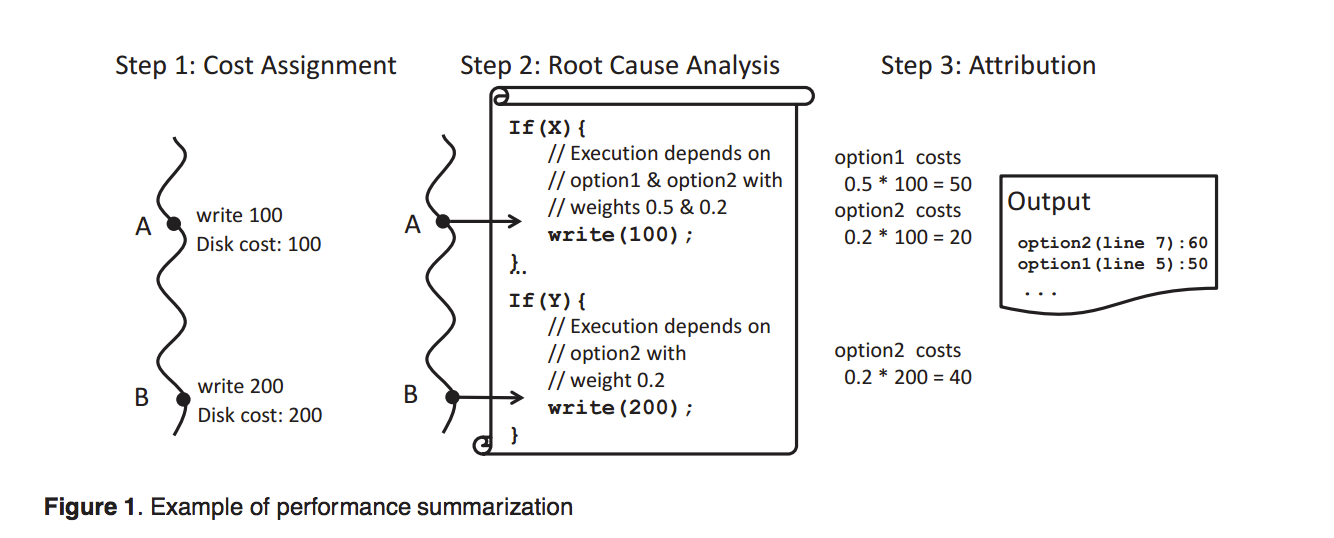 Step 1: Cost Assignment
Step 2: Root Cause Analysis
Step 3: Attribution
A
write 100
Disk cost: 100
B
write 200
Disk cost: 200
A
B
If(X){
// Execution depends on
// option1 & option2 with
// weights 0.5 & 0.2
write(100);
}..
If(Y){
// Execution depends on
// option2 with
// weight 0.2
write(200);
}
option1 costs
0.5 * 100 = 50
option2 costs
0.2 * 100 = 20
option2 costs
0.2 * 200 = 40
Output
option2(line 7):60
option1(line 5):50
...
Figure 1. Example of performance summarization